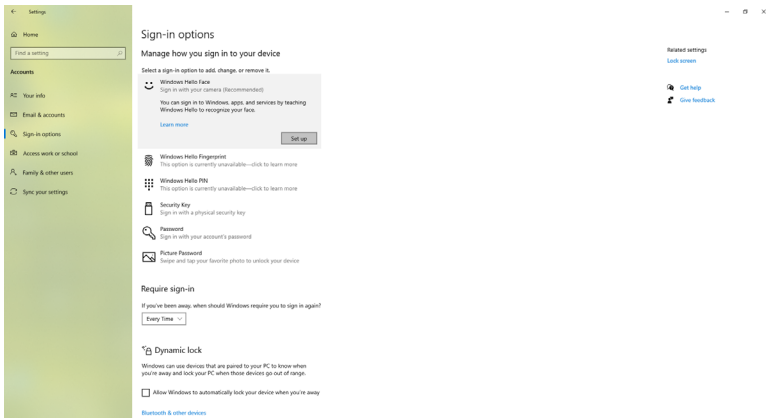 Settings
Home
Find a setting
Accounts
Your info
Email & accounts
Sign-in options
Access work or school
Family & other users
Sync your settings
Sign-in options
Manage how you sign in to your device
Select a sign-in option to add, change, or remove it.
Windows Hello Face
Sign in with your camera (Recommended)
You can sign in to Windows, apps, and services by teaching
Windows Hello to recognize your face.
Learn more
Set up
Windows Hello Fingerprint
This option is currently unavailable—click to learn more
Windows Hello PIN
This option is currently unavailable—click to learn more
Security Key
Sign in with a physical security key
Password
Sign in with your account's password
Picture Password
Swipe and tap your favorite photo to unlock your device
Require sign-in
If you've been away, when should Windows require you to sign in again?
Every Time
Dynamic lock
Windows can use devices that are paired to your PC to know when
you're away and lock your PC when those devices go out of range.
Allow Windows to automatically lock your device when you're away
Bluetooth & other devices
Related settings
Lock screen
Get help
Give feedback